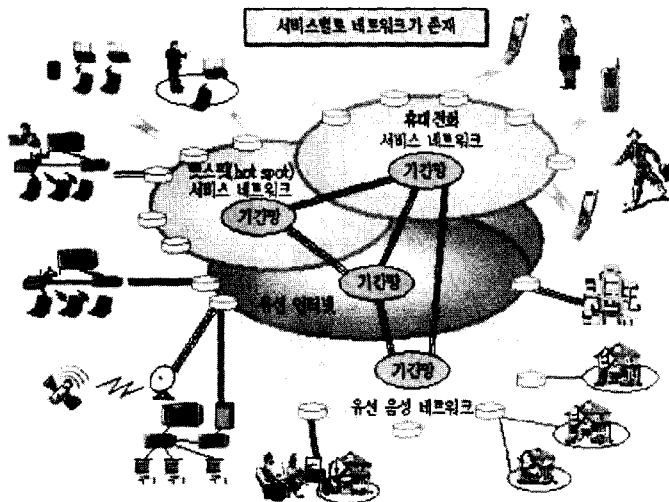 서비스별로 네트워크가 존재
휴대 전화
서비스 네트워크
기간망
(hot spot)
서비스 네트워크
기간망
기간망
유선 인터넷
기간망
유선 음성 네트워크